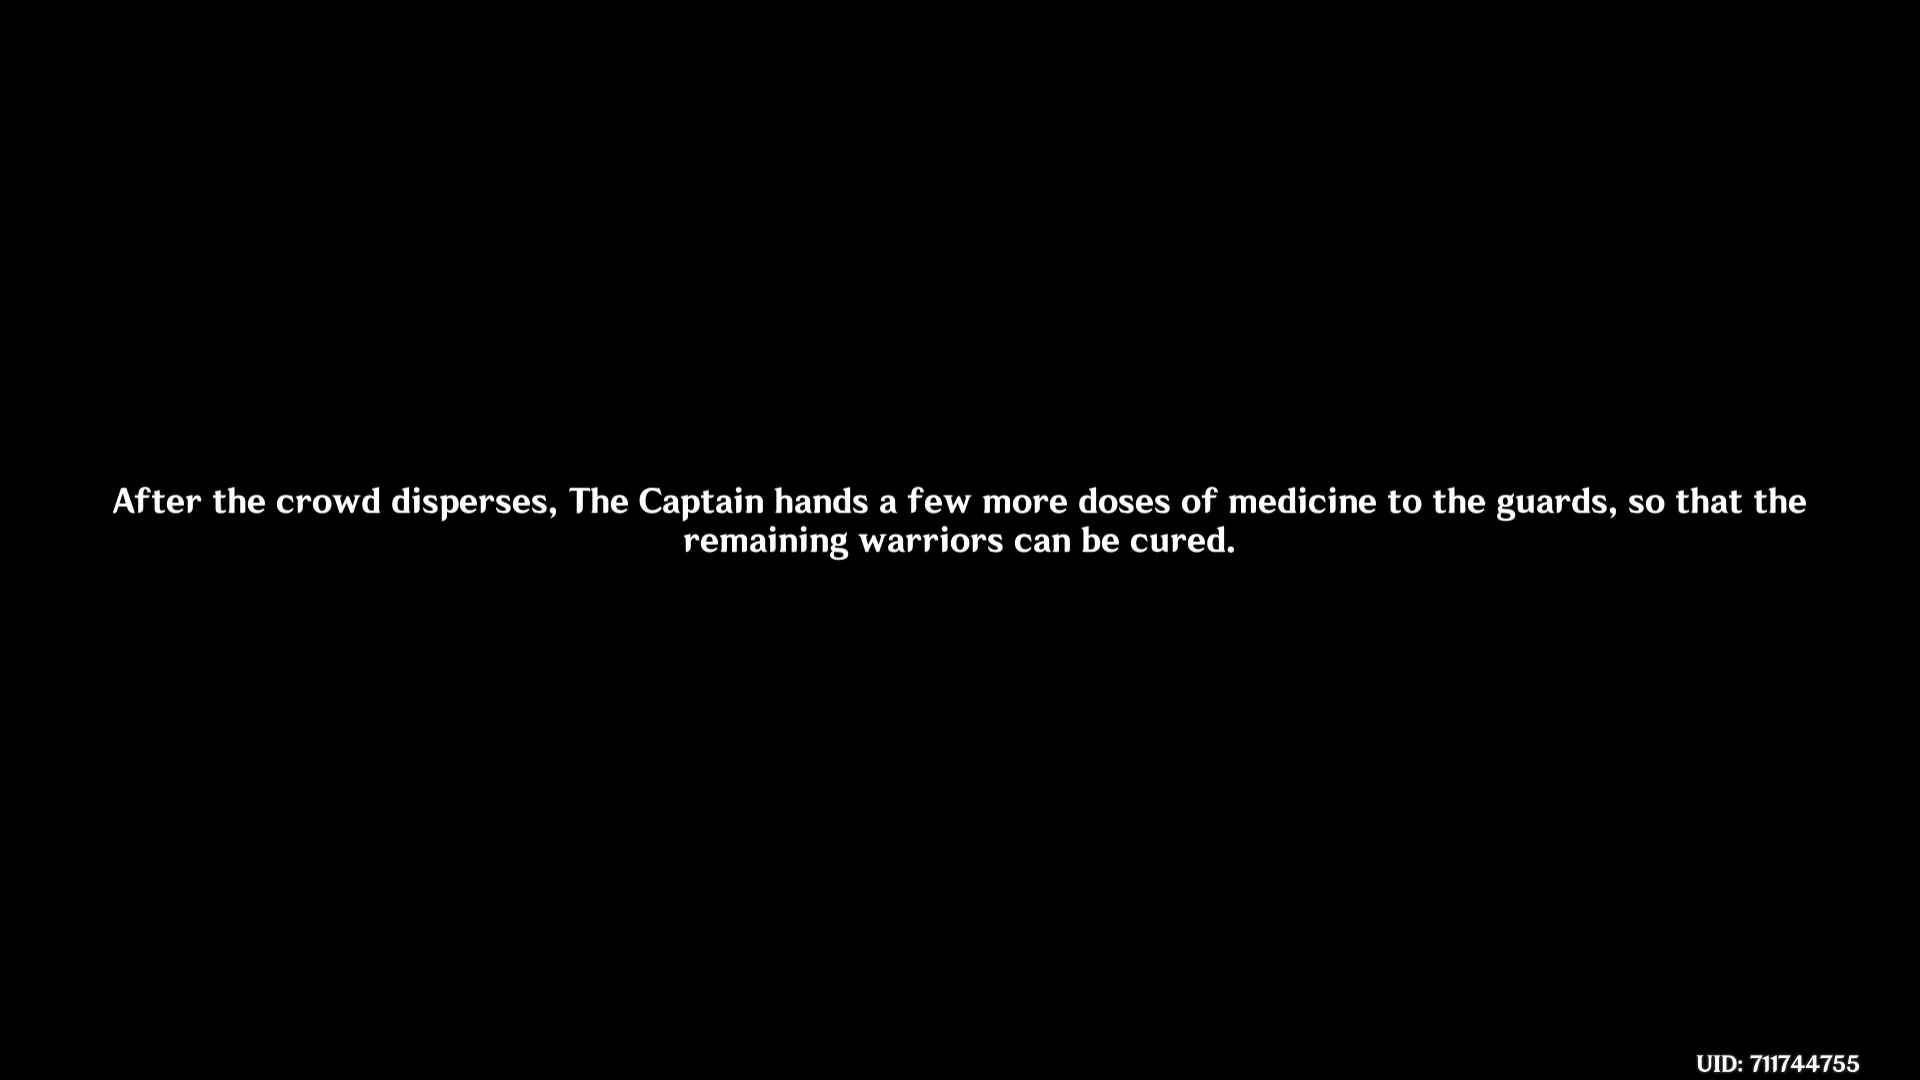 After the crowd disperses, The Captain hands a few more doses of medicine to the guards, so that the
remaining warriors can be cured.
UID: 711744755